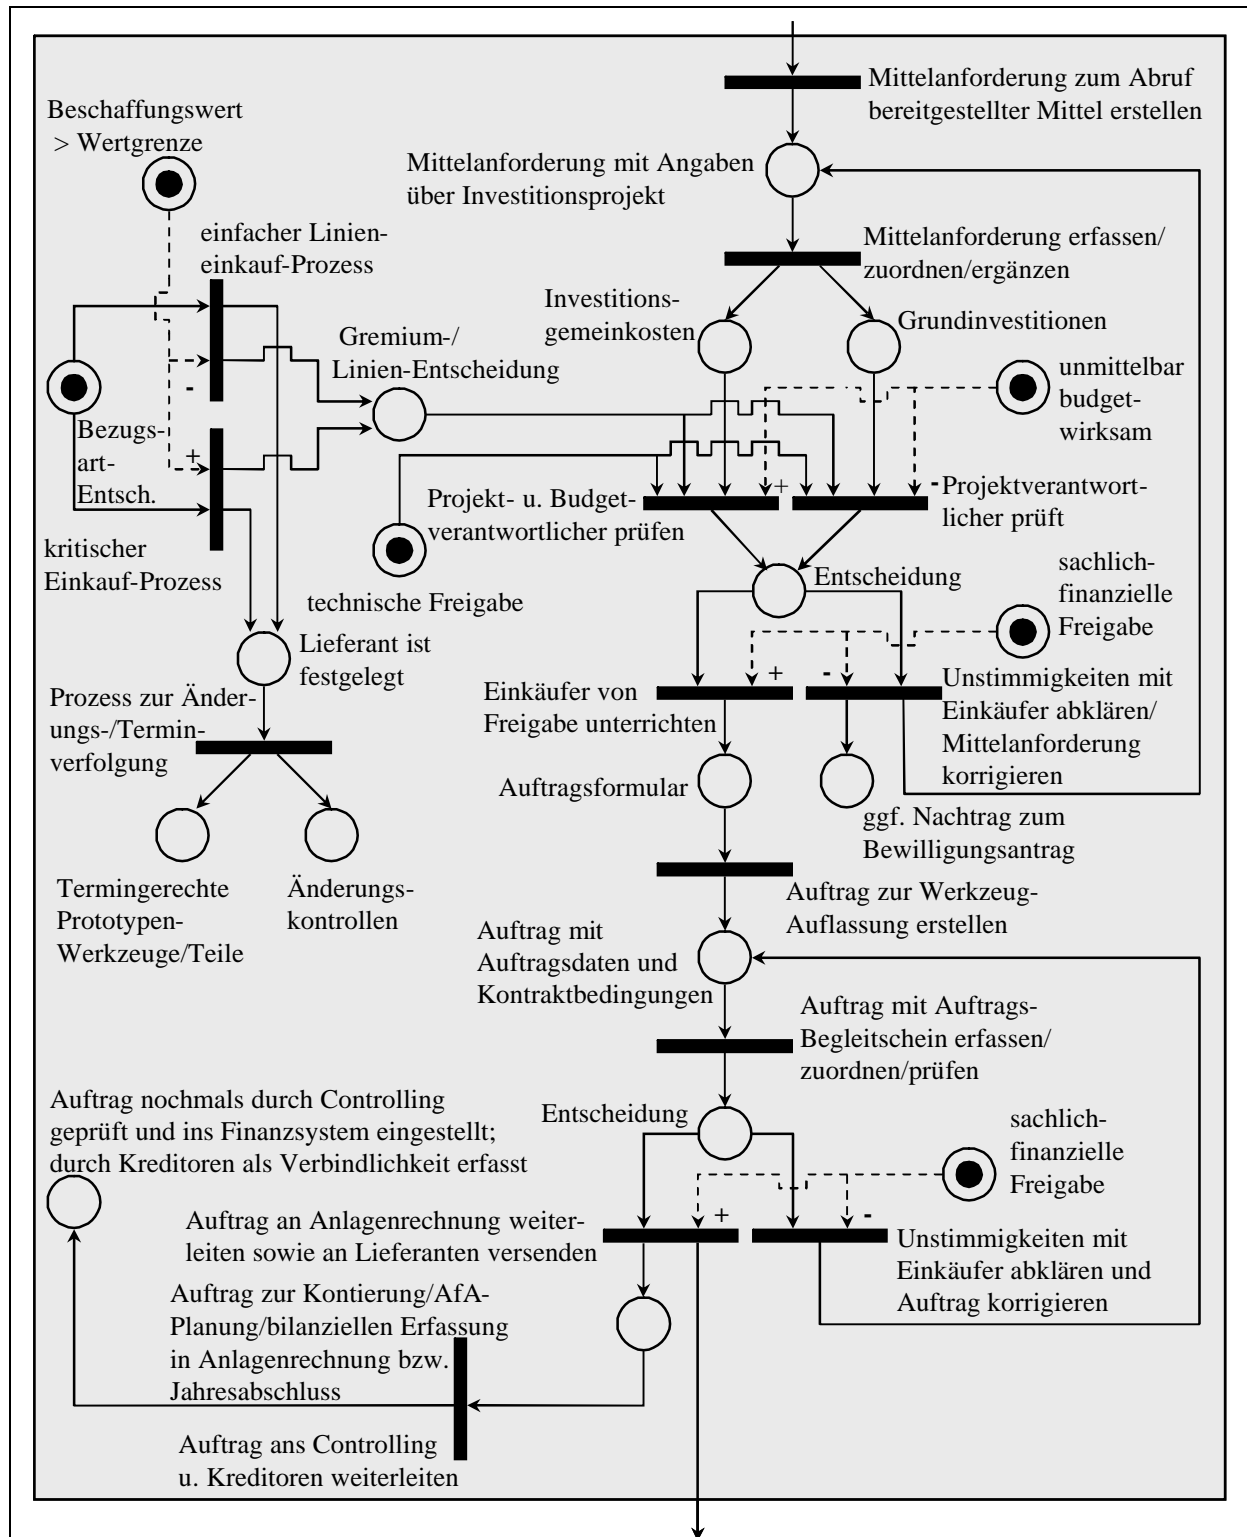 Mittelanforderung zum Abruf
bereitgestellter Mittel erstellen
Beschaffungswert
> Wertgrenze
Mittelanforderung mit Angaben
über Investitionsprojekt
einfacher Linien-
einkauf-Prozess
Mittelanforderung erfassen/
zuordnen/ergänzen
Investitions-
gemeinkosten
Grundinvestitionen
Gremium-/
Linien-Entscheidung
unmittelbar
budget-
wirksam
-
Bezugs-
art-
Entsch.
+
Projekt- u. Budget-
verantwortlicher prüfen
+
-
Projektverantwort-
licher prüft
kritischer
Einkauf-Prozess
technische Freigabe
Entscheidung
sachlich-
finanzielle
Freigabe
Lieferant ist
festgelegt
+
-
Einkäufer von
Freigabe unterrichten
Unstimmigkeiten mit
Einkäufer abklären/
Mittelanforderung
korrigieren
Prozess zur Änder-
ungs-/Termin-
verfolgung
Auftragsformular
ggf. Nachtrag zum
Bewilligungsantrag
Termingerechte
Prototypen-
Werkzeuge/Teile
Änderungs-
kontrollen
Auftrag zur Werkzeug-
Auflassung erstellen
Auftrag mit
Auftragsdaten und
Kontraktbedingungen
Auftrag mit Auftrags-
Begleitschein erfassen/
zuordnen/prüfen
Auftrag nochmals durch Controlling
geprüft und ins Finanzsystem eingestellt;
durch Kreditoren als Verbindlichkeit erfasst
Entscheidung
sachlich-
finanzielle
Freigabe
+
-
Auftrag an Anlagenrechnung weiter-
leiten sowie an Lieferanten versenden
Unstimmigkeiten mit
Einkäufer abklären und
Auftrag korrigieren
Auftrag zur Kontierung/AfA-
Planung/bilanziellen Erfassung
in Anlagenrechnung bzw.
Jahresabschluss
Auftrag ans Controlling
u. Kreditoren weiterleiten